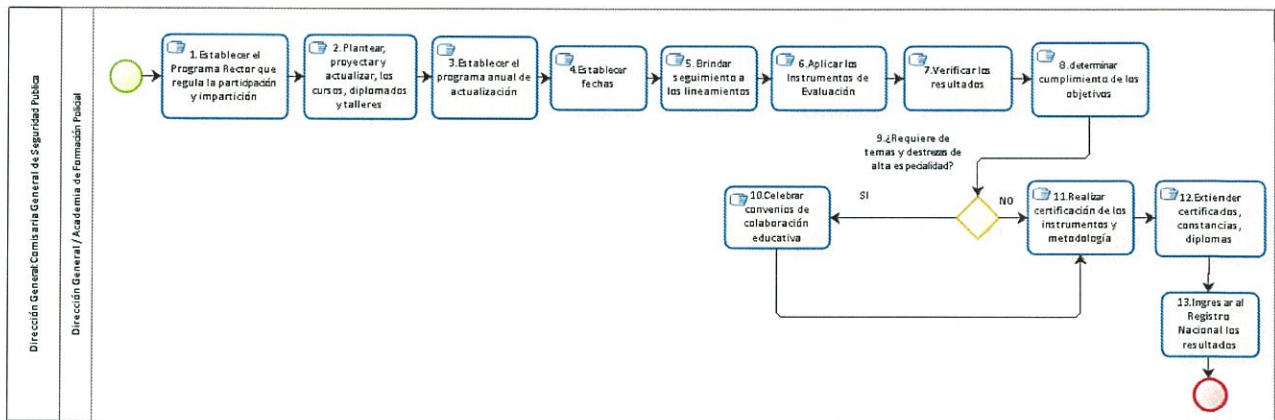 Dirección General Comisaria General de Seguridad Publica
Dirección General / Academia de Formación Policial
1.Establecer el
Programa Rector que
regula la participación
y impartición
2. Plantear,
proyectar y
actualizar, los
cursos, diplomados
y talleres
3.Establecer el
programa anual de
actualización
4.Establecer
fechas
5. Brindar
seguimiento a
los lineamientos
6.Aplicar los
Instrumentos de
Evaluación
7.Verificar los
resultados
8.determinar
cumplimiento de los
objetivos
9.¿Requiere de
temas y destrezas de
alta especialidad?
SI
NO
10.Celebrar
convenios de
colaboración
educativa
11.Realizar
certificación de los
instrumentos y
metodología
12.Extiender
certificados,
constancias,
diplomas
13.Ingresar al
Registro
Nacional los
resultados